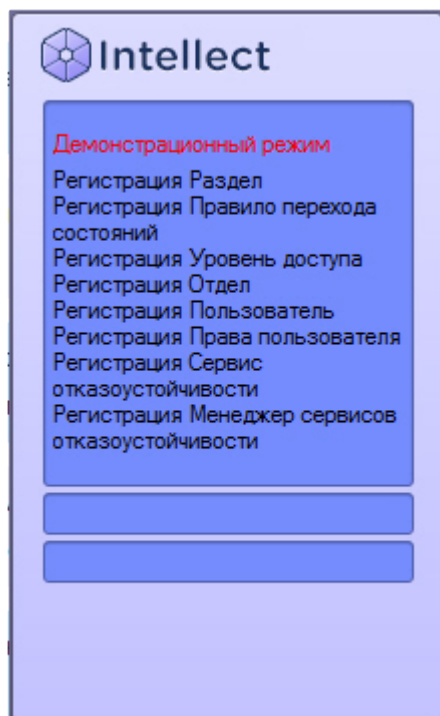 Intellect
Демонстрационный режим
Регистрация Раздел
Регистрация Правило перехода
состояний
Регистрация Уровень доступа
Регистрация Отдел
Регистрация Пользователь
Регистрация Права пользователя
Регистрация Сервис
отказоустойчивости
Регистрация Менеджер сервисов
отказоустойчивости